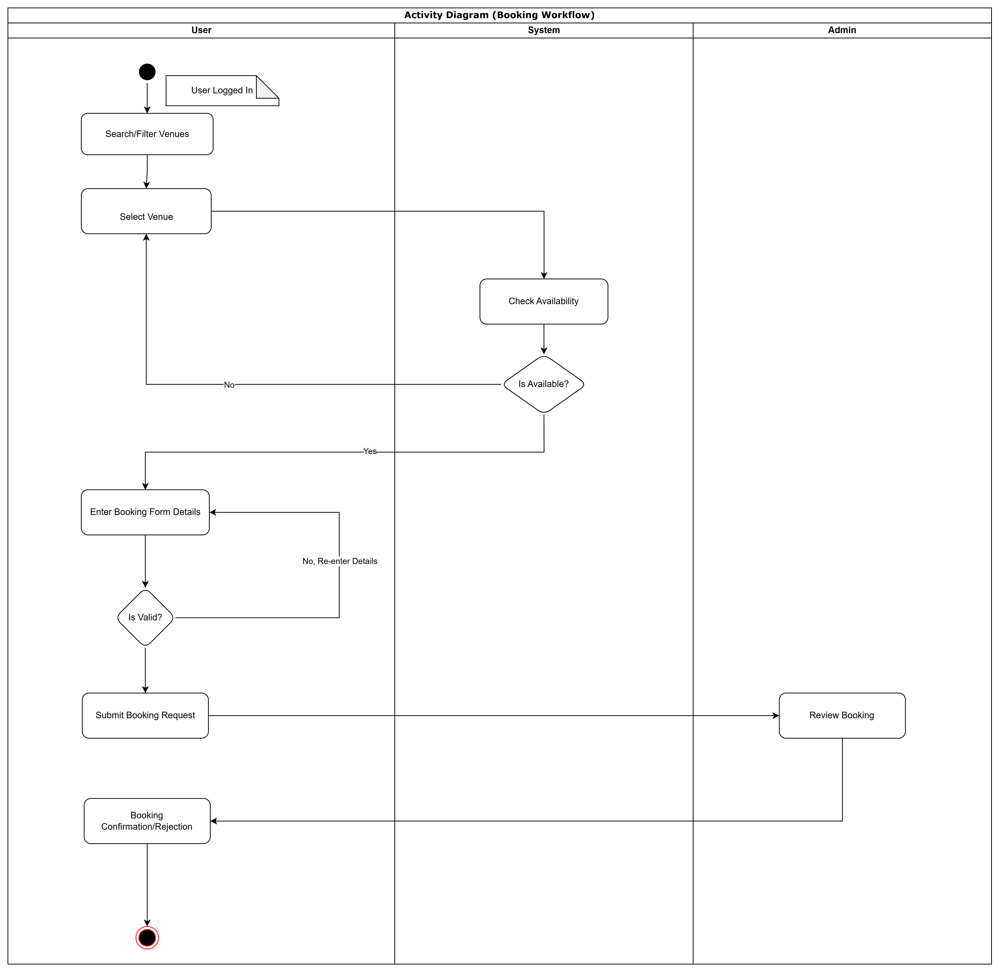 Activity Diagram (Booking Workflow)
User
System
Admin
User Logged In
Search/Filter Venues
Select Venue
Check Availability
Is Available?
No
Yes
Enter Booking Form Details
No, Re-enter Details
Is Valid?
Submit Booking Request
Review Booking
Booking
Confirmation/Rejection